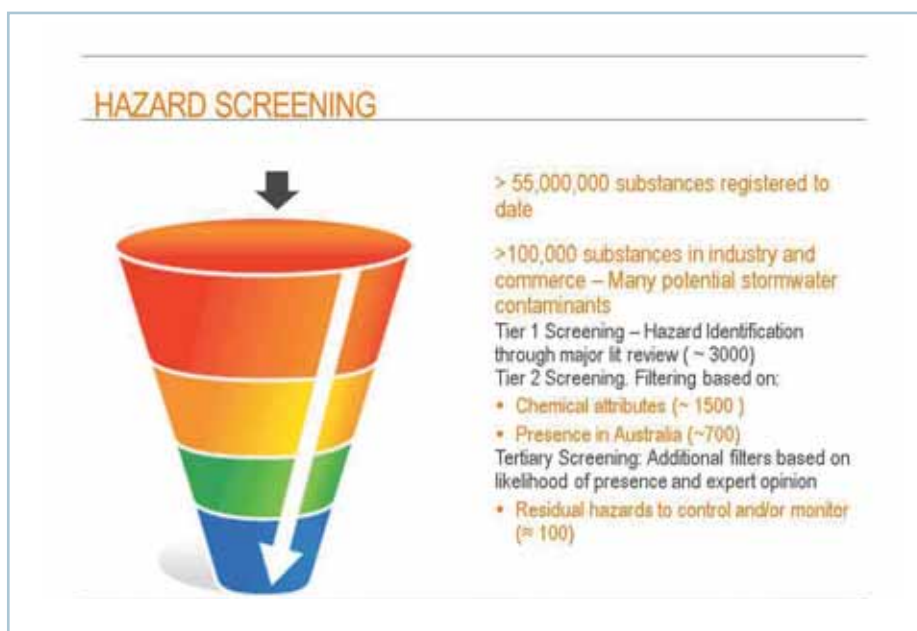 HAZARD SCREENING
> 55,000,000 substances registered to
date
>100,000 substances in industry and
commerce – Many potential stormwater
contaminants
Tier 1 Screening – Hazard Identification
through major lit review ( ~ 3000)
Tier 2 Screening. Filtering based on:
• Chemical attributes (~ 1500 )
• Presence in Australia (~700)
Tertiary Screening: Additional filters based on
likelihood of presence and expert opinion
• Residual hazards to control and/or monitor
(≈ 100)